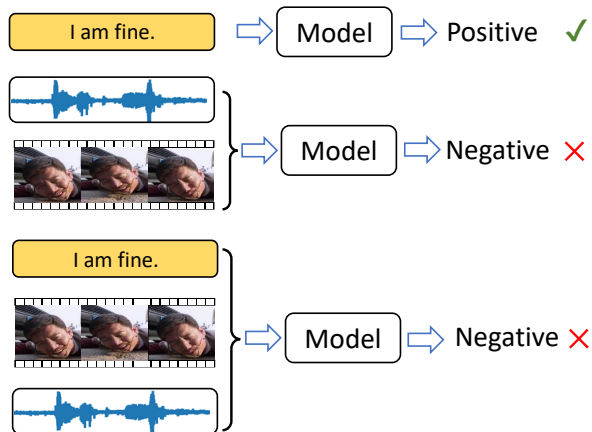 I am fine.
Model
Positive ✓
Model
Negative ×
I am fine.
Model
Negative ×